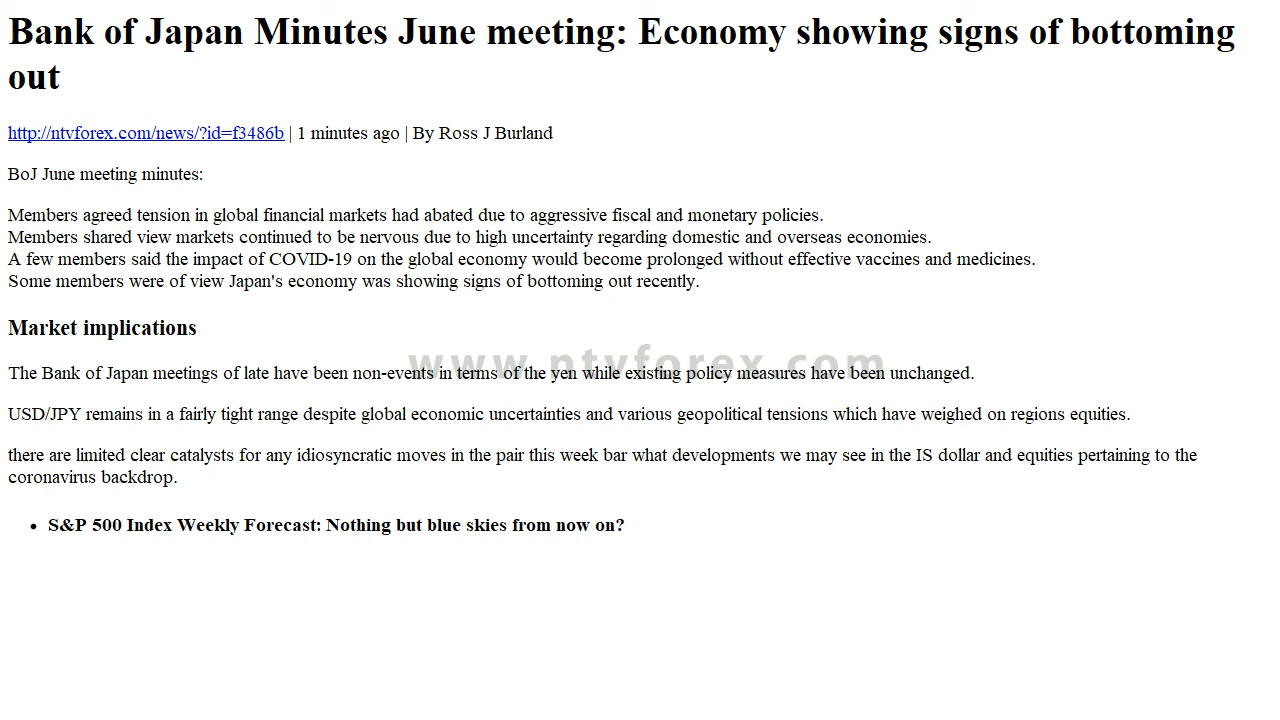 Bank of Japan Minutes June meeting: Economy showing signs of bottoming
out
http://ntvforex.com/news/?id=f3486b | 1 minutes ago | By Ross J Burland
BoJ June meeting minutes:
Members agreed tension in global financial markets had abated due to aggressive fiscal and monetary policies.
Members shared view markets continued to be nervous due to high uncertainty regarding domestic and overseas economies.
A few members said the impact of COVID-19 on the global economy would become prolonged without effective vaccines and medicines.
Some members were of view Japan's economy was showing signs of bottoming out recently.
Market implications
www.ntvforex.com
The Bank of Japan meetings of late have been non-events in terms of the yen while existing policy measures have been unchanged.
USD/JPY remains in a fairly tight range despite global economic uncertainties and various geopolitical tensions which have weighed on regions equities.
there are limited clear catalysts for any idiosyncratic moves in the pair this week bar what developments we may see in the IS dollar and equities pertaining to the
coronavirus backdrop.
• S&P 500 Index Weekly Forecast: Nothing but blue skies from now on?